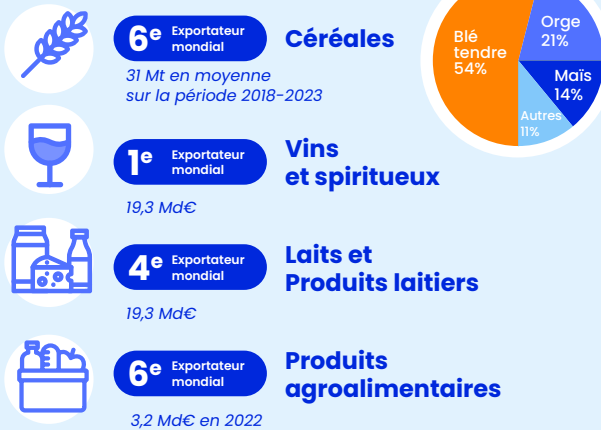 6e Exportateur
mondial
Céréales
31 Mt en moyenne
sur la période 2018-2023
Blé
tendre
54%
Orge
21%
Maïs
14%
Autres
11%
1e Exportateur
mondial
Vins
et spiritueux
19,3 Md€
4e Exportateur
mondial
Laits et
Produits laitiers
19,3 Md€
6e Exportateur
mondial
Produits
agroalimentaires
3,2 Md€ en 2022